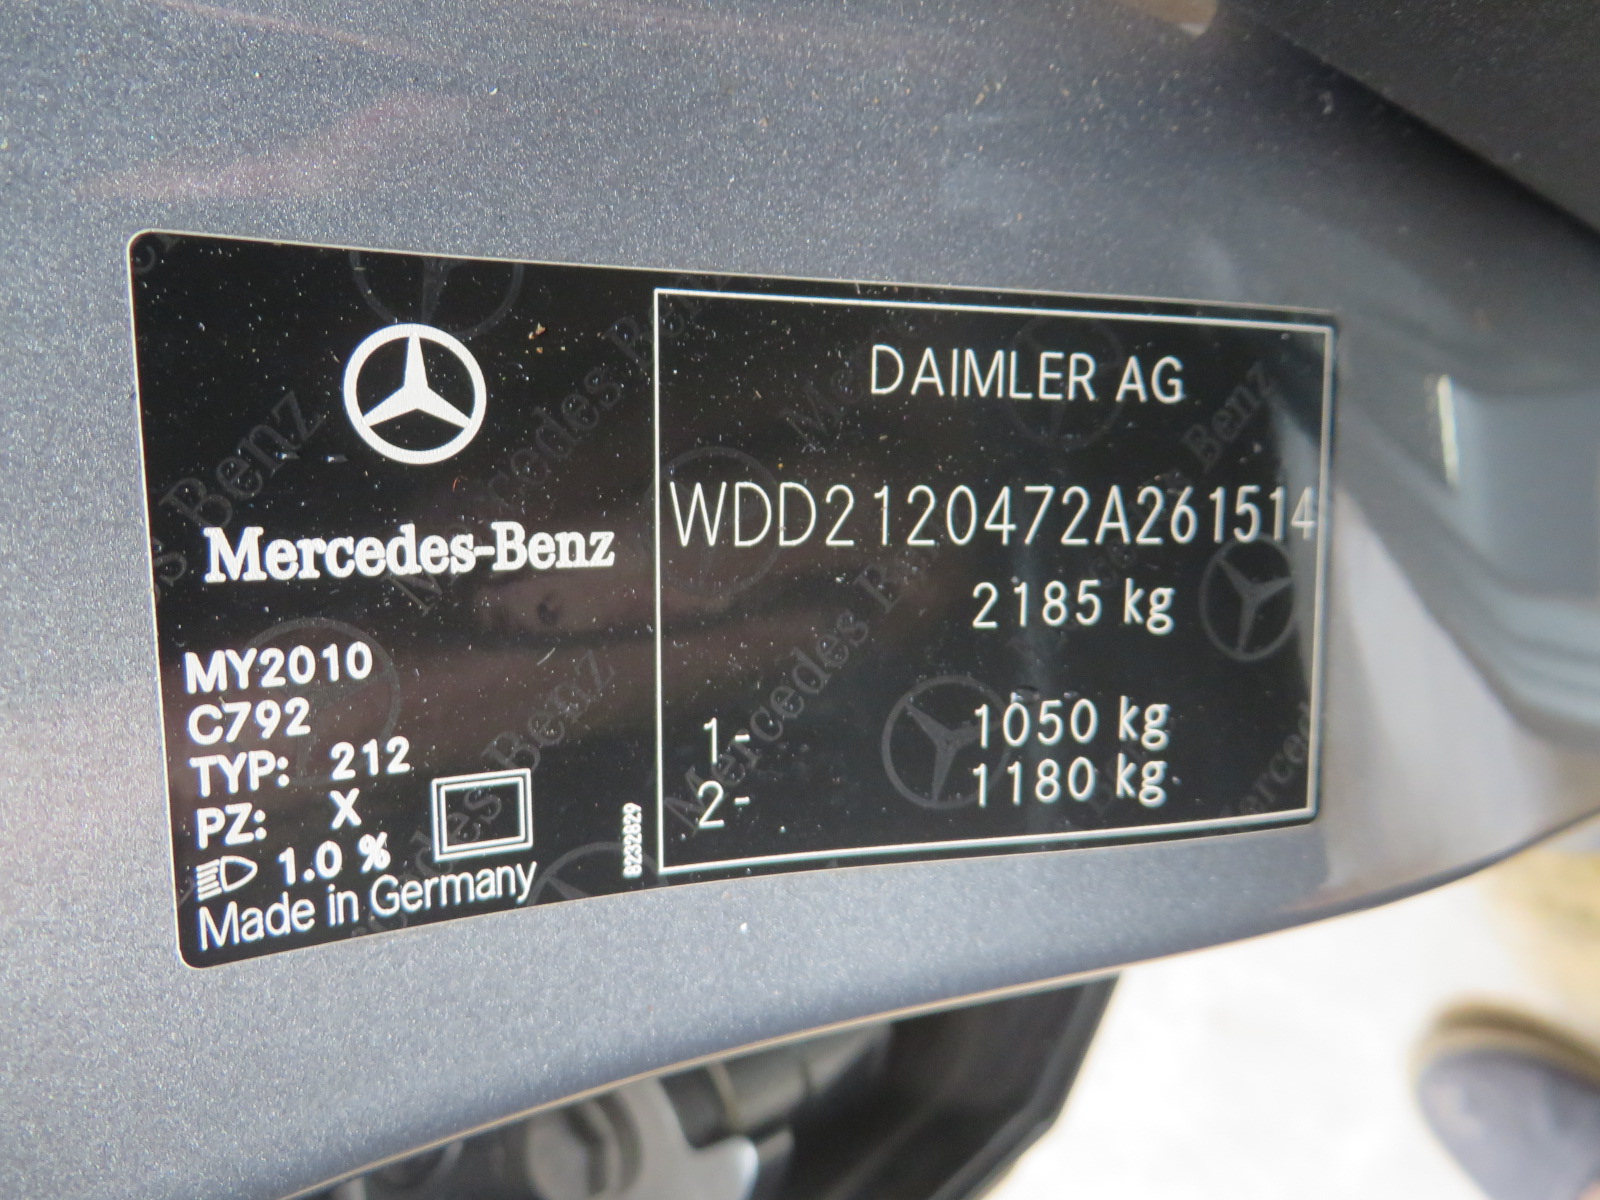 Mercedes-Benz
MY2010
C792
TYP: 212
PZ: X
1.0 %
Made in Germany
8232829
DAIMLER AG
WDD2120472A261514
2185 kg
1- 1050 kg
2- 1180 kg